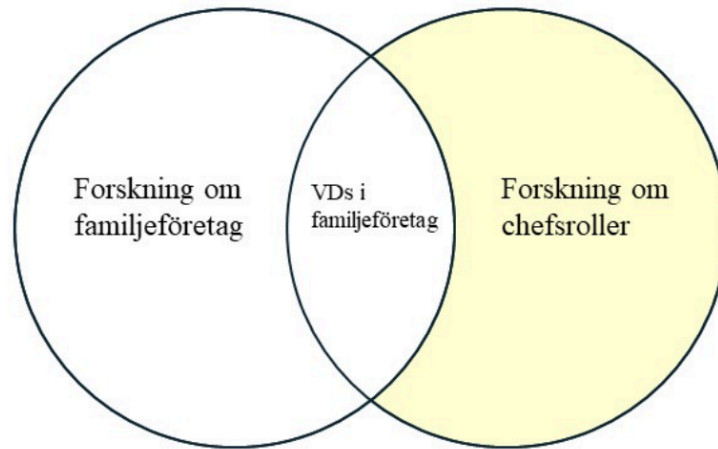 Forskning om
familjeföretag
VDs i
familjeföretag
Forskning om
chefsroller